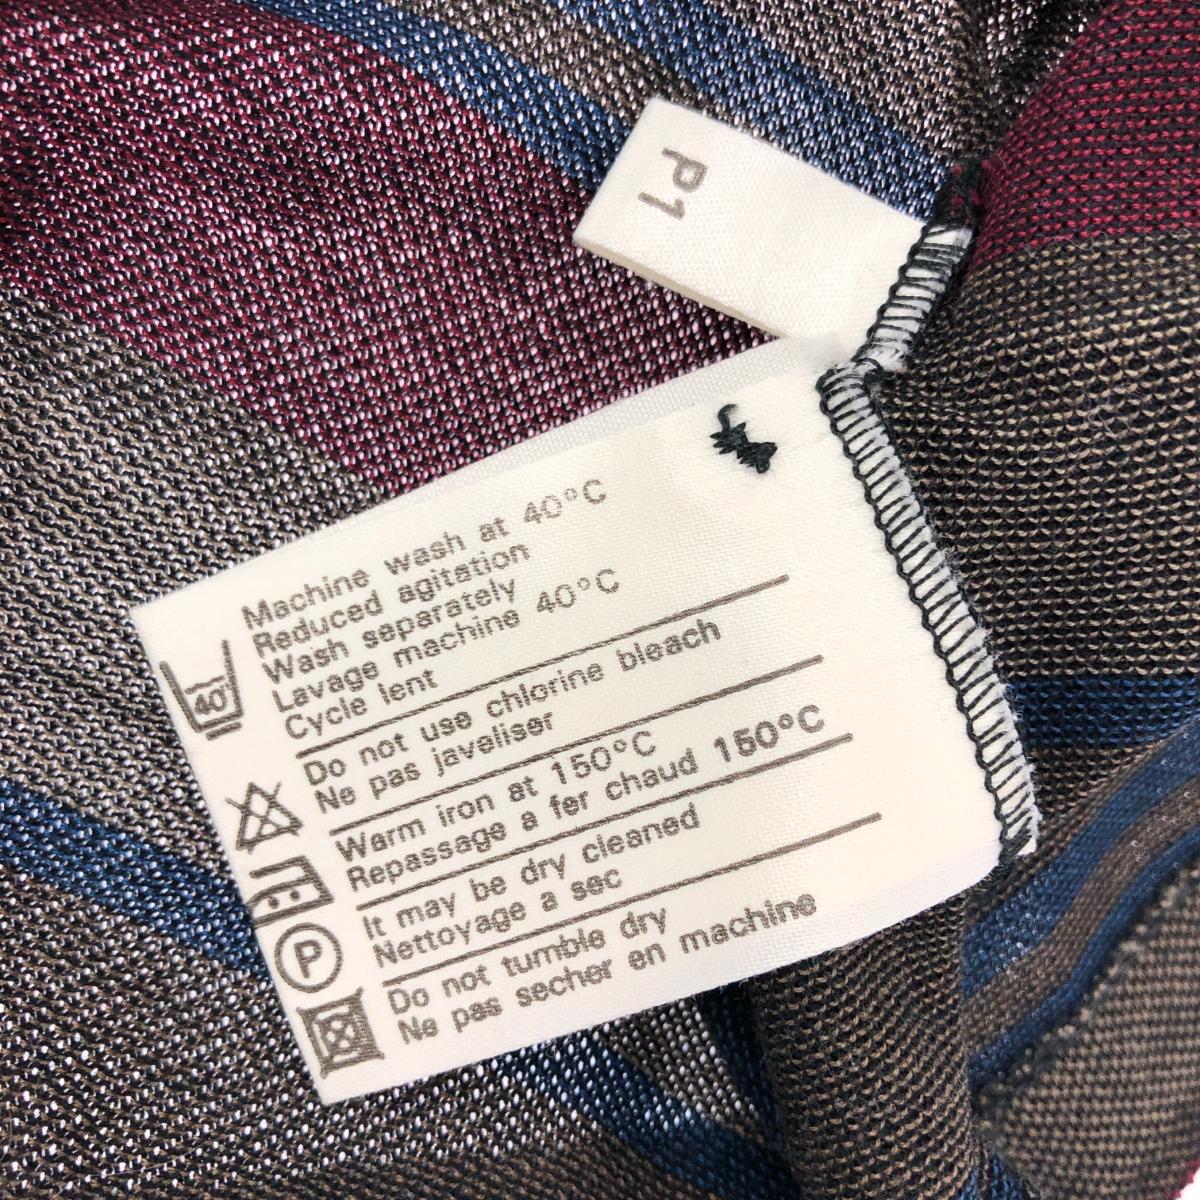 P1
Machine wash at 40°C
Reduced agitation
Wash separately
Lavage machine 40°C
Cycle lent
40°
Do not use chlorine bleach
Ne pas javeliser
Warm iron at 150°C
Repassage a fer chaud 150°C
It may be dry cleaned
Nettoyage a sec
P
Do not tumble dry
Ne pas secher en machine